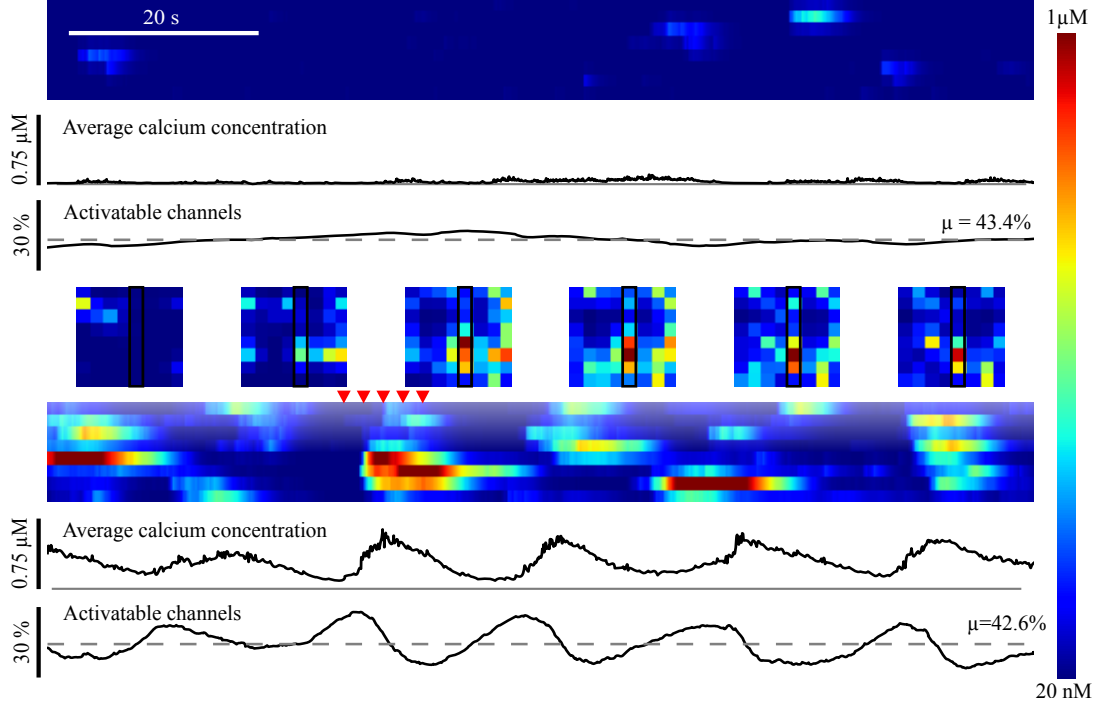 20 s
1µM
0.75 µM
Average calcium concentration
30 %
Activatable channels
µ = 43.4%
0.75 µM
Average calcium concentration
30 %
Activatable channels
µ=42.6%
20 nM